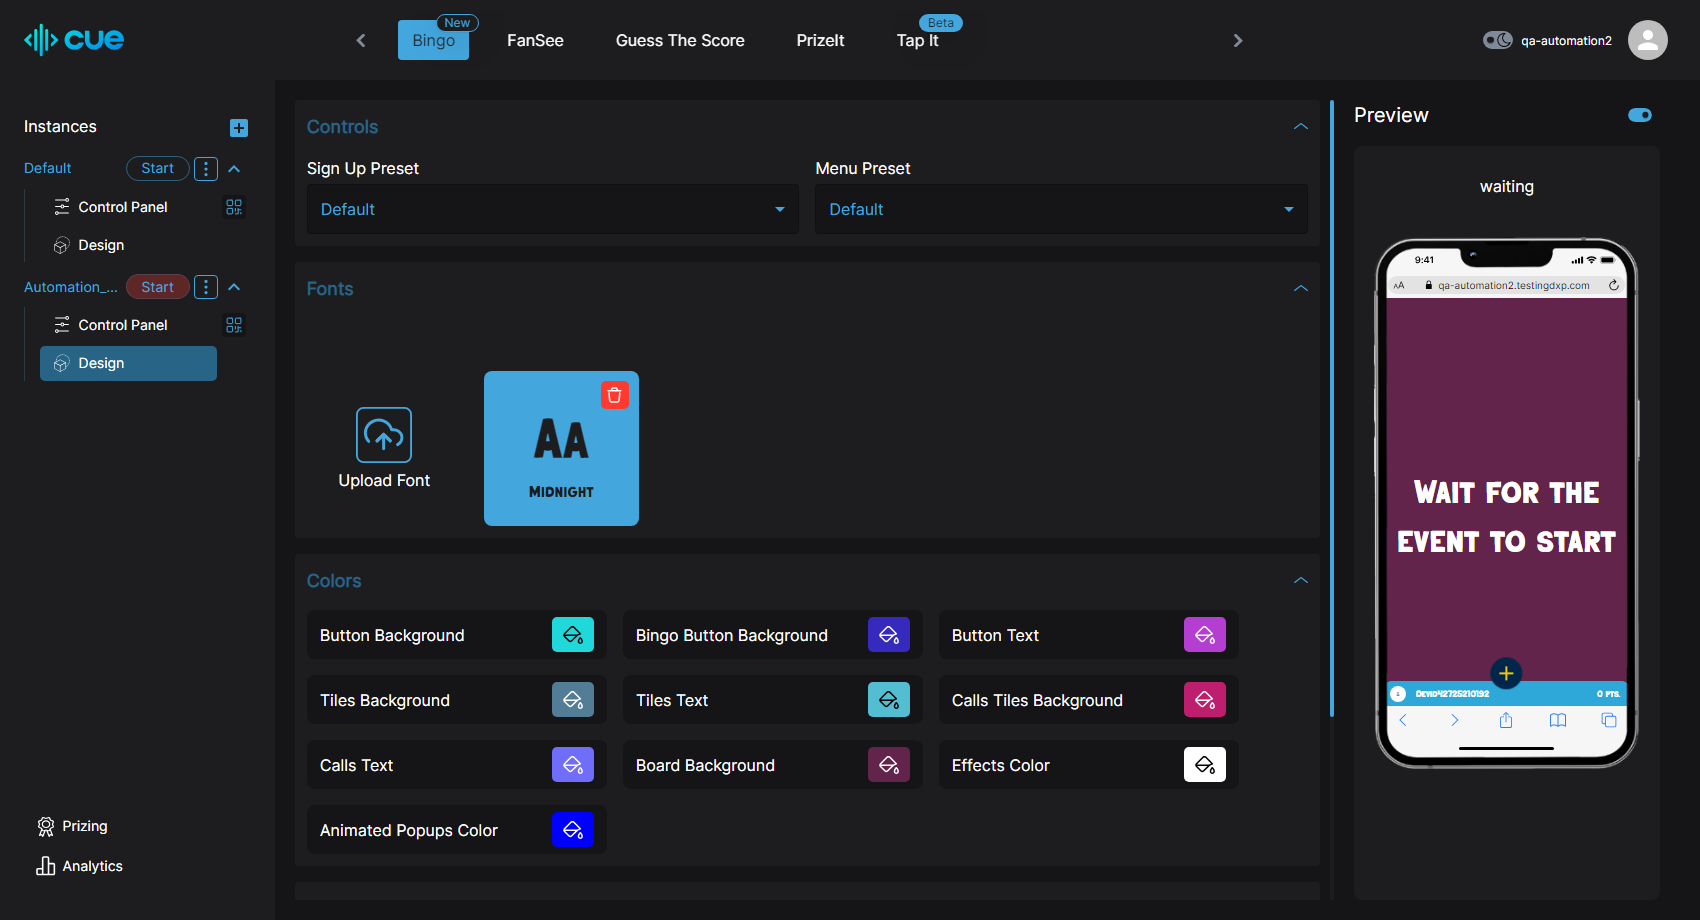 cue
New
Bingo
FanSee
Guess The Score
PrizeIt
Beta
Tap It
qa-automation2
Instances
Default
Start
Control Panel
Design
Automation_...
Start
Control Panel
Design
Prizing
Analytics
Controls
Sign Up Preset
Menu Preset
Default
Default
Fonts
Upload Font
AA
MIDNIGHT
Colors
Button Background
Bingo Button Background
Button Text
Tiles Background
Tiles Text
Calls Tiles Background
Calls Text
Board Background
Effects Color
Animated Popups Color
Preview
waiting
9:41
AA
qa-automation2.testingdxp.com
WAIT FOR THE
EVENT TO START
0 PTS.